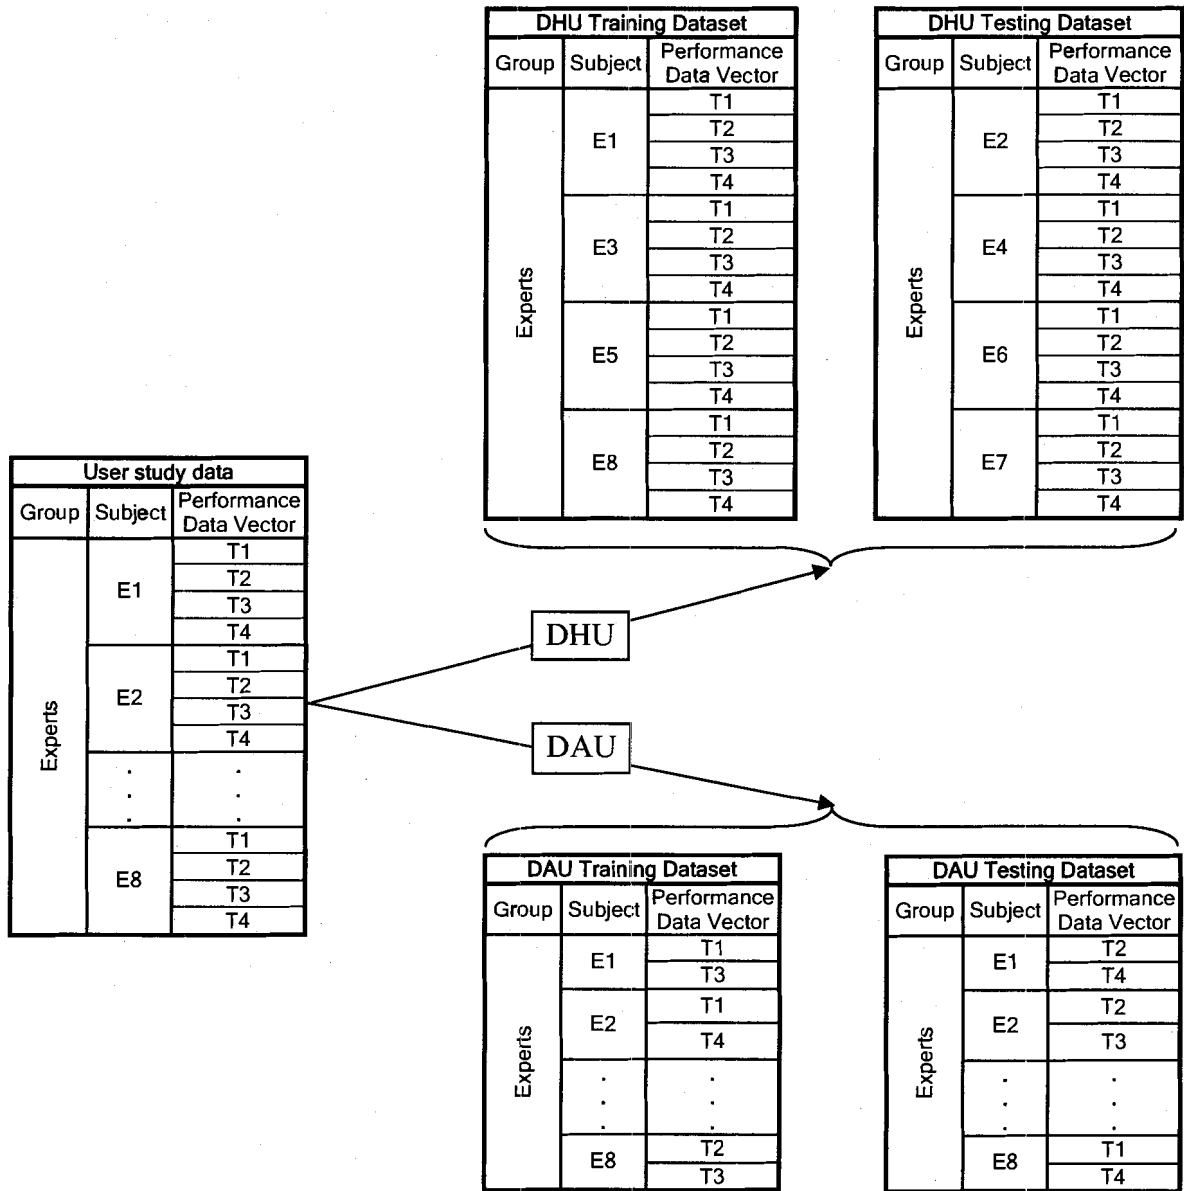 DHU Training Dataset
Group Subject Performance Data Vector
Experts
E1
T1
T2
T3
T4
E3
T1
T2
T3
T4
E5
T1
T2
T3
T4
E8
T1
T2
T3
T4
DHU Testing Dataset
Group Subject Performance Data Vector
Experts
E2
T1
T2
T3
T4
E4
T1
T2
T3
T4
E6
T1
T2
T3
T4
E7
T1
T2
T3
T4
User study data
Group Subject Performance Data Vector
Experts
E1
T1
T2
T3
T4
E2
T1
T2
T3
T4
. .
. .
. .
E8
T1
T2
T3
T4
DHU
DAU
DAU Training Dataset
Group Subject Performance Data Vector
Experts
E1
T1
T3
E2
T1
T4
. .
. .
. .
E8
T2
T3
DAU Testing Dataset
Group Subject Performance Data Vector
Experts
E1
T2
T4
E2
T2
T3
. .
. .
. .
E8
T1
T4